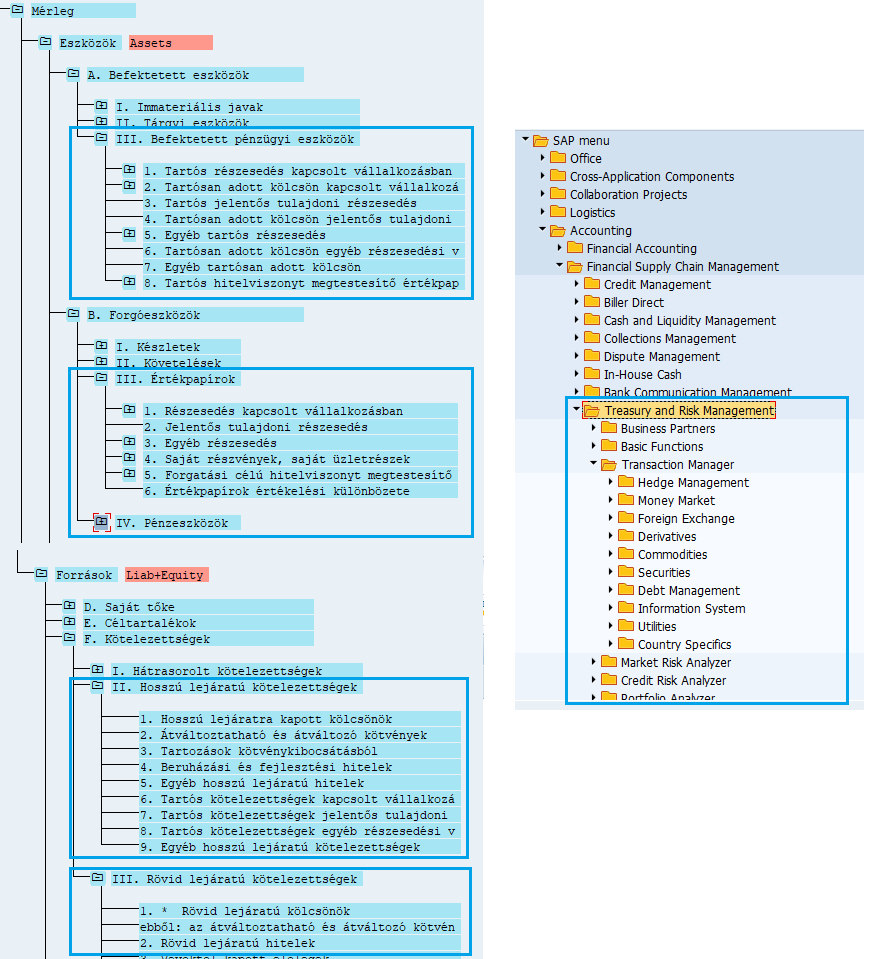 Mérleg
Eszközök Assets
A. Befektetett eszközök
I. Immateriális javak
II. Tárgyi eszközök
III. Befektetett pénzügyi eszközök
1. Tartós részesedés kapcsolt vállalkozásban
2. Tartósan adott kölcsön kapcsolt vállalkozá
3. Tartós jelentős tulajdoni részesedés
4. Tartósan adott kölcsön jelentős tulajdoni
5. Egyéb tartós részesedés
6. Tartósan adott kölcsön egyéb részesedési v
7. Egyéb tartósan adott kölcsön
8. Tartós hitelviszonyt megtestesítő értékpap
B. Forgóeszközök
I. Készletek
II. Követelések
III. Értékpapírok
1. Részesedés kapcsolt vállalkozásban
2. Jelentős tulajdoni részesedés
3. Egyéb részesedés
4. Saját részvények, saját üzletrészek
5. Forgatási célú hitelviszonyt megtestesítő
6. Értékpapírok értékelési különbözete
IV. Pénzeszközök
Források Liab+Equity
D. Saját tőke
E. Céltartalékok
F. Kötelezettségek
I. Hátrasorolt kötelezettségek
II. Hosszú lejáratú kötelezettségek
1. Hosszú lejáratra kapott kölcsönök
2. Átváltoztatható és átváltozó kötvények
3. Tartozások kötvénykibocsátásból
4. Beruházási és fejlesztési hitelek
5. Egyéb hosszú lejáratú hitelek
6. Tartós kötelezettségek kapcsolt vállalkozá
7. Tartós kötelezettségek jelentős tulajdoni
8. Tartós kötelezettségek egyéb részesedési v
9. Egyéb hosszú lejáratú kötelezettségek
III. Rövid lejáratú kötelezettségek
1. * Rövid lejáratú kölcsönök
ebből: az átváltoztatható és átváltozó kötvén
2. Rövid lejáratú hitelek
3. Vevőktől kapott előlegek
SAP menu
Office
Cross-Application Components
Collaboration Projects
Logistics
Accounting
Financial Accounting
Financial Supply Chain Management
Credit Management
Biller Direct
Cash and Liquidity Management
Collections Management
Dispute Management
In-House Cash
Bank Communication Management
Treasury and Risk Management
Business Partners
Basic Functions
Transaction Manager
Hedge Management
Money Market
Foreign Exchange
Derivatives
Commodities
Securities
Debt Management
Information System
Utilities
Country Specifics
Market Risk Analyzer
Credit Risk Analyzer
Portfolio Analyzer